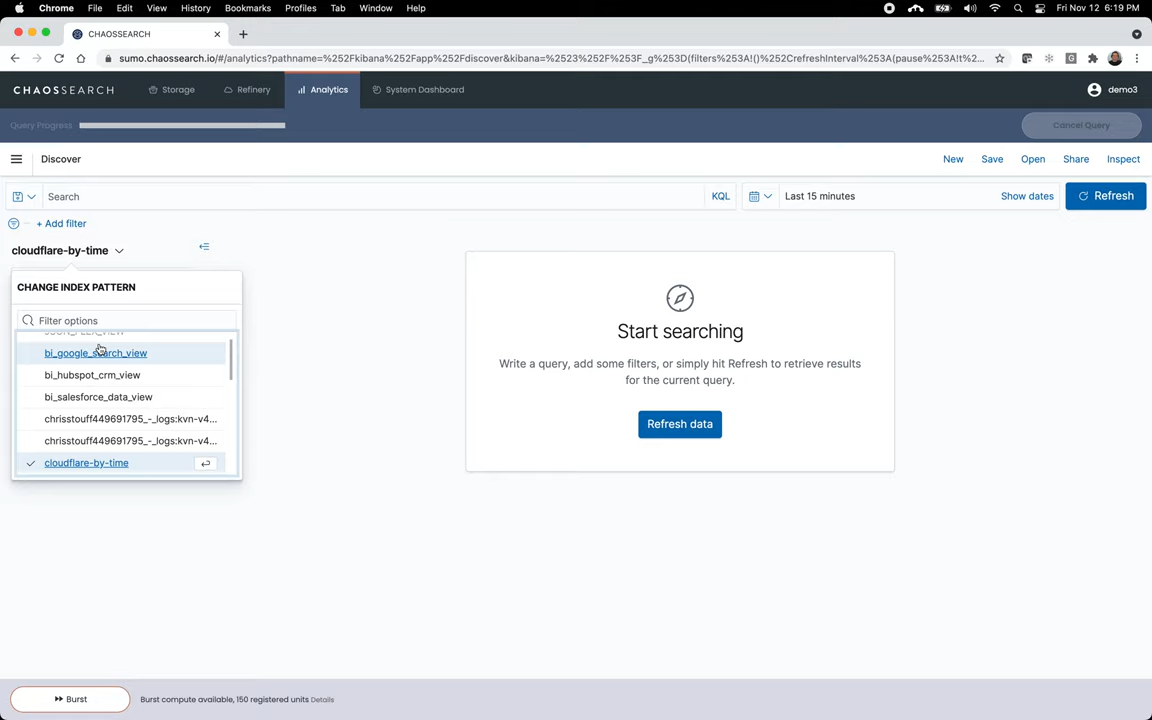 Chrome File Edit View History Bookmarks Profiles Tab Window Help Fri Nov 12 6:19 PM
CHAOSSEARCH
sumo.chaossearch.io/#/analytics?pathname=%252Fkibana%252Fapp%252Fdiscover&kibana=%2523%252F%253F_g%253D(filters%253A!()%252CrefreshInterval%253A(pause%253A!t%2...
CHAOSSEARCH Storage Refinery Analytics System Dashboard demo3
Query Progress Cancel Query
Discover New Save Open Share Inspect
Search KQL Last 15 minutes Show dates Refresh
+ Add filter
cloudflare-by-time
CHANGE INDEX PATTERN
Filter options
bi_google_search_view
bi_hubspot_crm_view
bi_salesforce_data_view
chrisstouff449691795_-_logs:kvn-v4...
chrisstouff449691795_-_logs:kvn-v4...
cloudflare-by-time
Start searching
Write a query, add some filters, or simply hit Refresh to retrieve results
for the current query.
Refresh data
Burst Burst compute available, 150 registered units Details